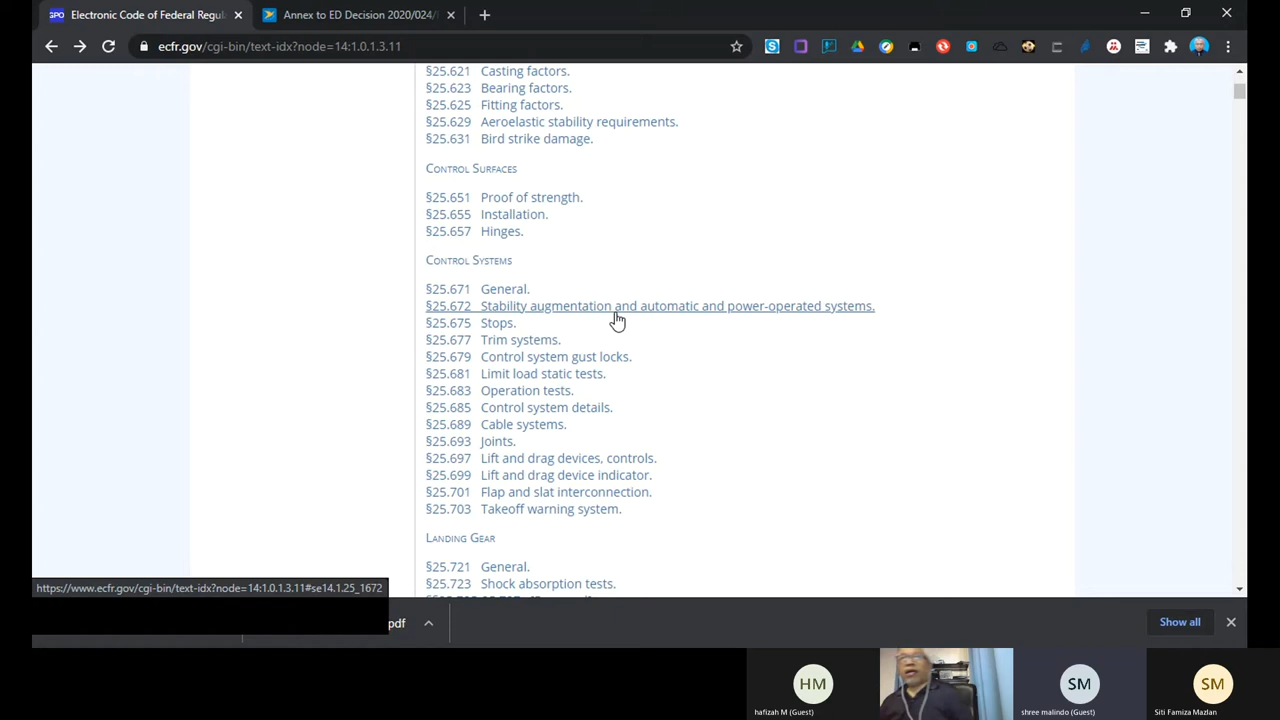 Electronic Code of Federal Regula
Annex to ED Decision 2020/024/
ecfr.gov/cgi-bin/text-idx?node=14:1.0.1.3.11
§25.621 Casting factors.
§25.623 Bearing factors.
§25.625 Fitting factors.
§25.629 Aeroelastic stability requirements.
§25.631 Bird strike damage.
CONTROL SURFACES
§25.651 Proof of strength.
§25.655 Installation.
§25.657 Hinges.
CONTROL SYSTEMS
§25.671 General.
§25.672 Stability augmentation and automatic and power-operated systems.
§25.675 Stops.
§25.677 Trim systems.
§25.679 Control system gust locks.
§25.681 Limit load static tests.
§25.683 Operation tests.
§25.685 Control system details.
§25.689 Cable systems.
§25.693 Joints.
§25.697 Lift and drag devices, controls.
§25.699 Lift and drag device indicator.
§25.701 Flap and slat interconnection.
§25.703 Takeoff warning system.
LANDING GEAR
§25.721 General.
§25.723 Shock absorption tests.
https://www.ecfr.gov/cgi-bin/text-idx?node=14:1.0.1.3.11#se14.1.25_1672
pdf
Show all
HM
SM
SM
hafizah M (Guest)
shree malindo (Guest)
Siti Famiza Mazlan